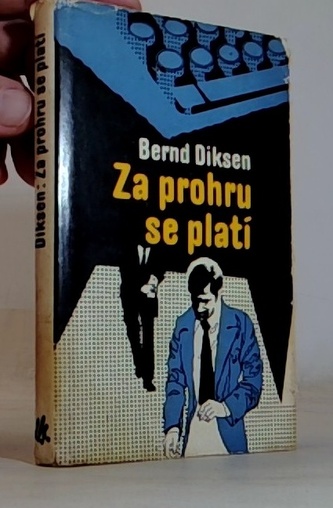 Bernd Diksen
Za prohru
se platí
Diksen: Za prohru se platí